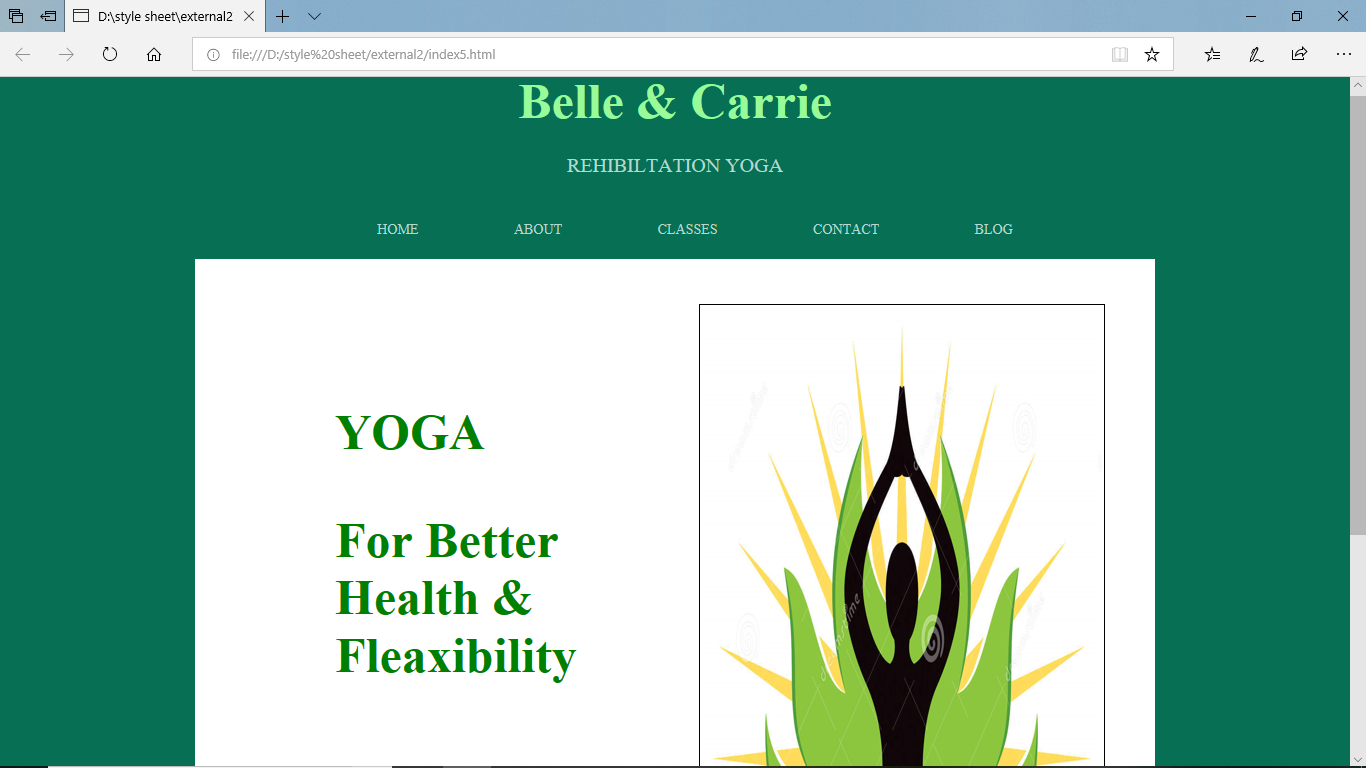 D:\style sheet\external2
file:///D:/style%20sheet/external2/index5.html
Belle & Carrie
REHIBILTATION YOGA
HOME ABOUT CLASSES CONTACT BLOG
YOGA
For Better
Health &
Fleaxibility
dreamstime